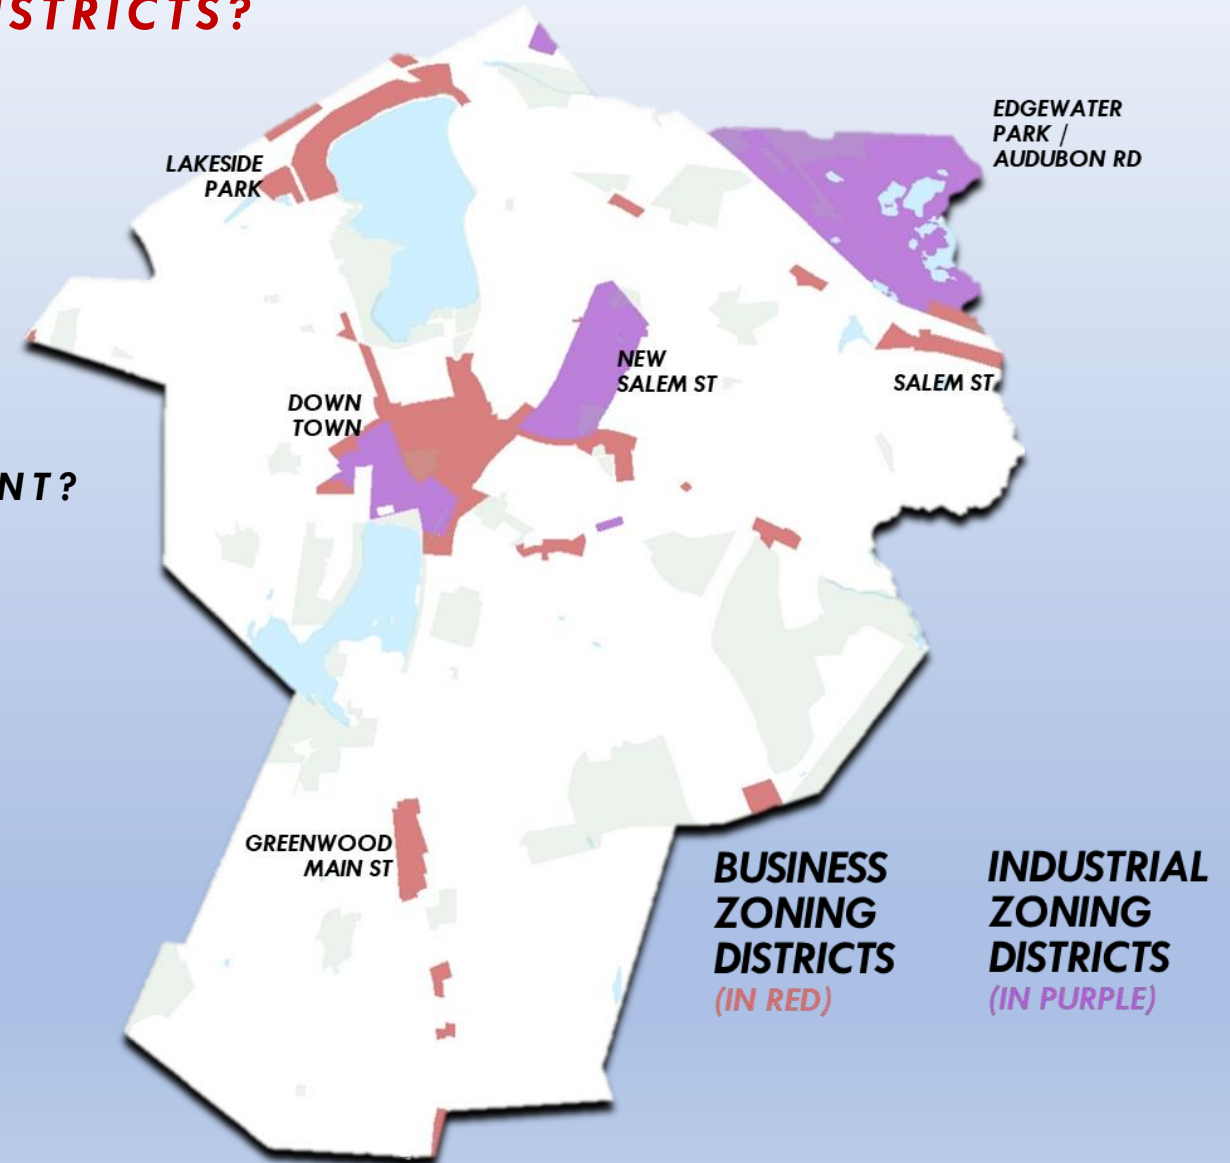 ISTRICTS?
EDGEWATER
PARK /
AUDUBON RD
LAKESIDE
PARK
NEW
SALEM ST
SALEM ST
DOWN
TOWN
NT?
GREENWOOD
MAIN ST
BUSINESS
ZONING
DISTRICTS
(IN RED)
INDUSTRIAL
ZONING
DISTRICTS
(IN PURPLE)